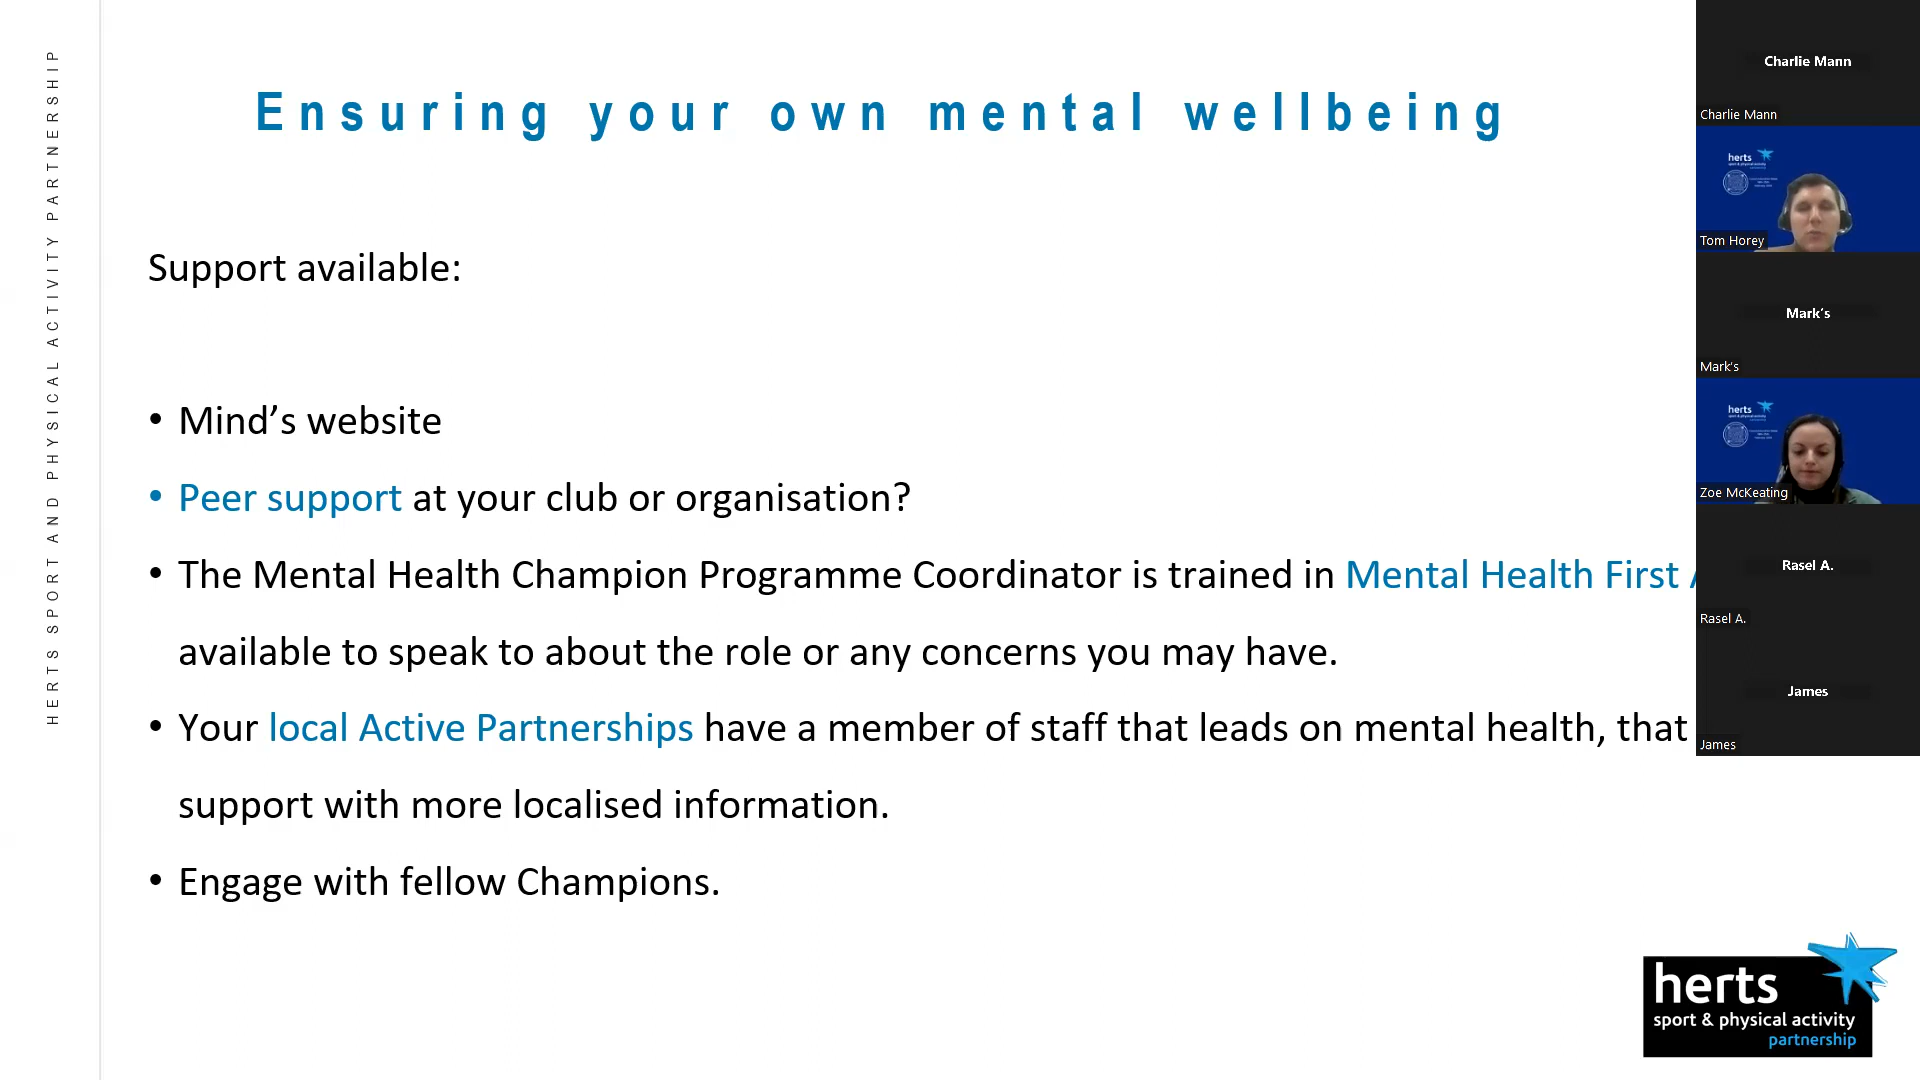 HERTS SPORT AND PHYSICAL ACTIVITY PARTNERSHIP
Ensuring your own mental wellbeing
Support available:
• Mind’s website
• Peer support at your club or organisation?
• The Mental Health Champion Programme Coordinator is trained in Mental Health First
available to speak to about the role or any concerns you may have.
• Your local Active Partnerships have a member of staff that leads on mental health, that
support with more localised information.
• Engage with fellow Champions.
Charlie Mann
Charlie Mann
herts
Tom Horey
Mark's
Mark's
herts
Zoe McKeating
Rasel A.
Rasel A.
James
James
herts
sport & physical activity
partnership